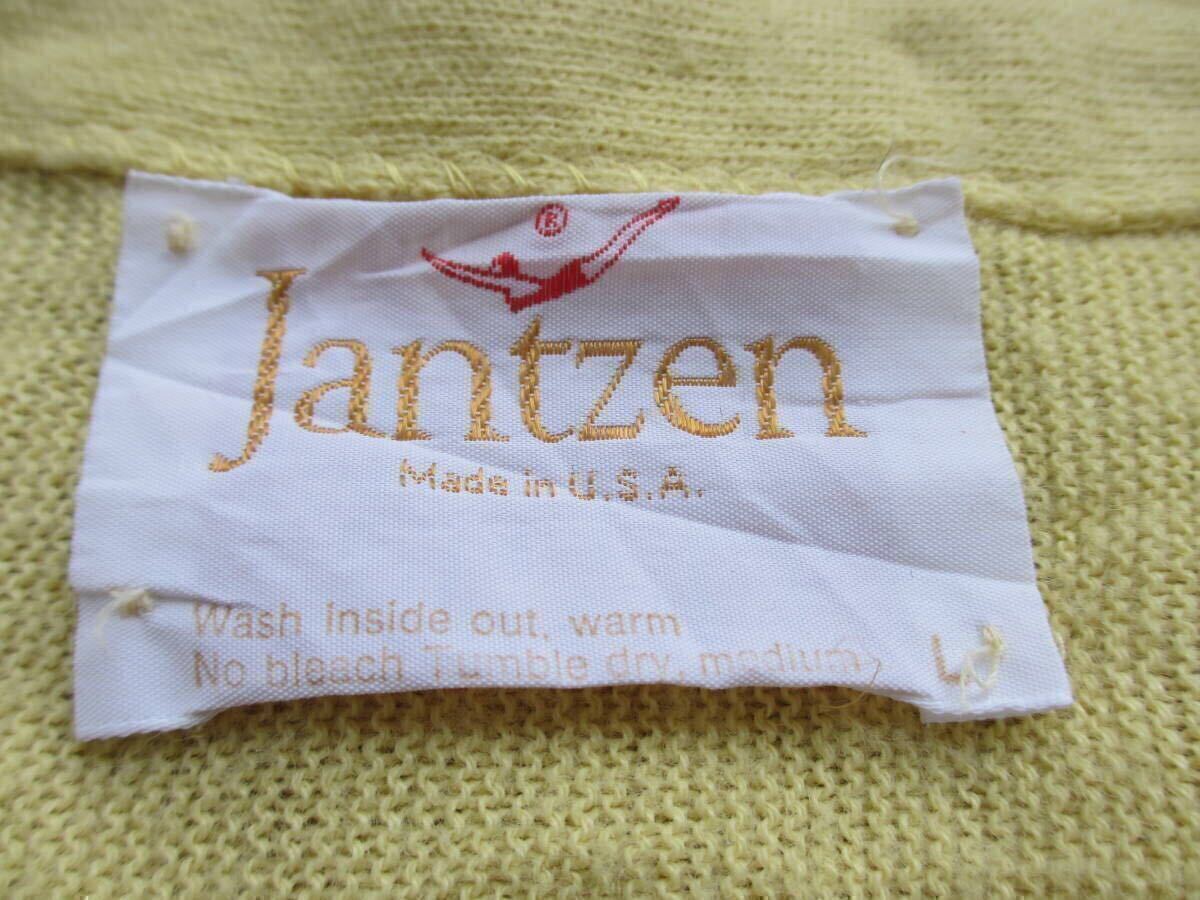 ®
Jantzen
Made in U.S.A.
Wash inside out, warm
No bleach Tumble dry, medium L